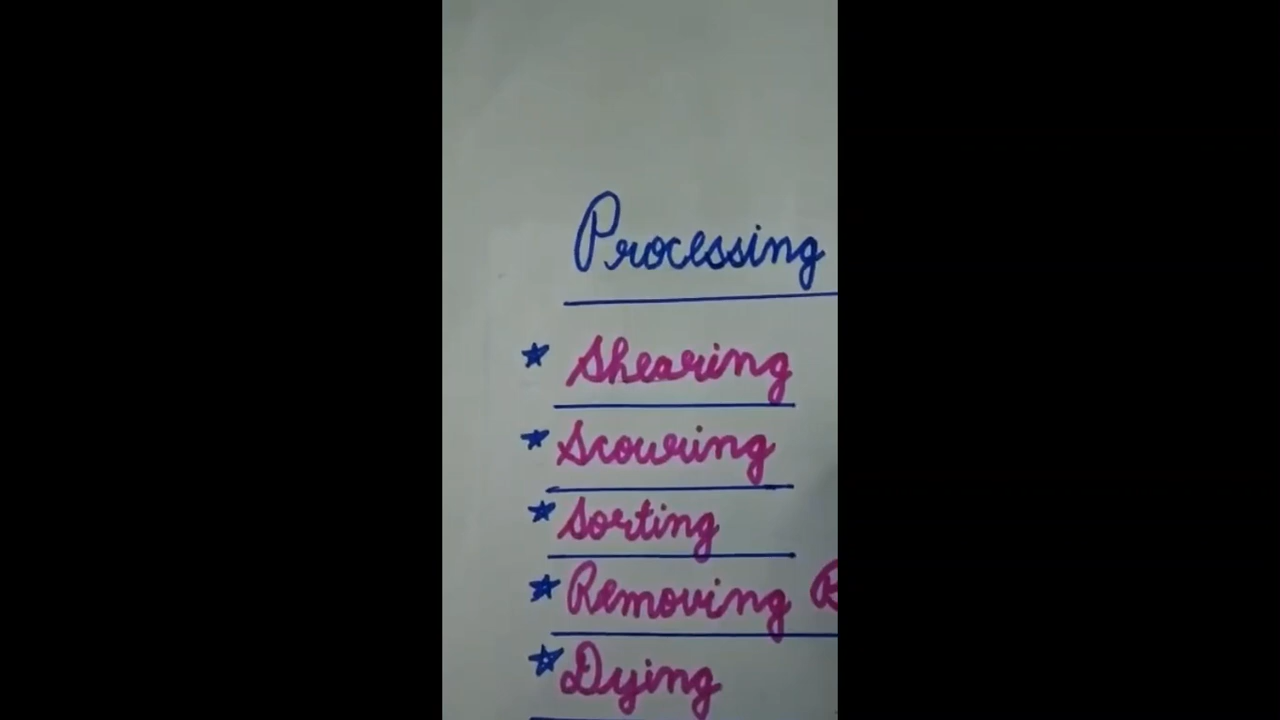 Processing
★ Shearing
★ Scouring
★ Sorting
★ Removing
★ Dying